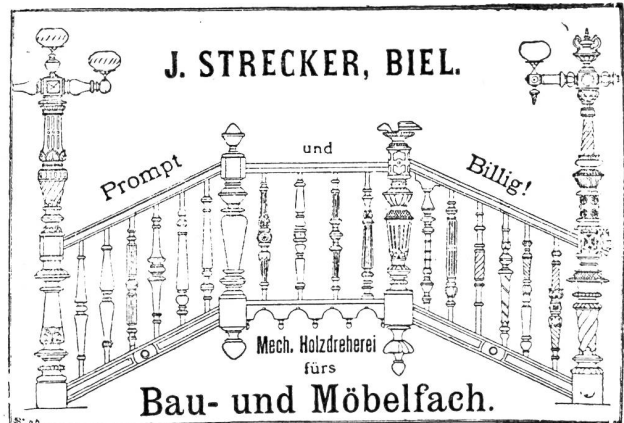 J. STRECKER, BIEL.
Prompt und Billig!
Mech. Holzdreherei
fürs
Bau- und Möbelfach.